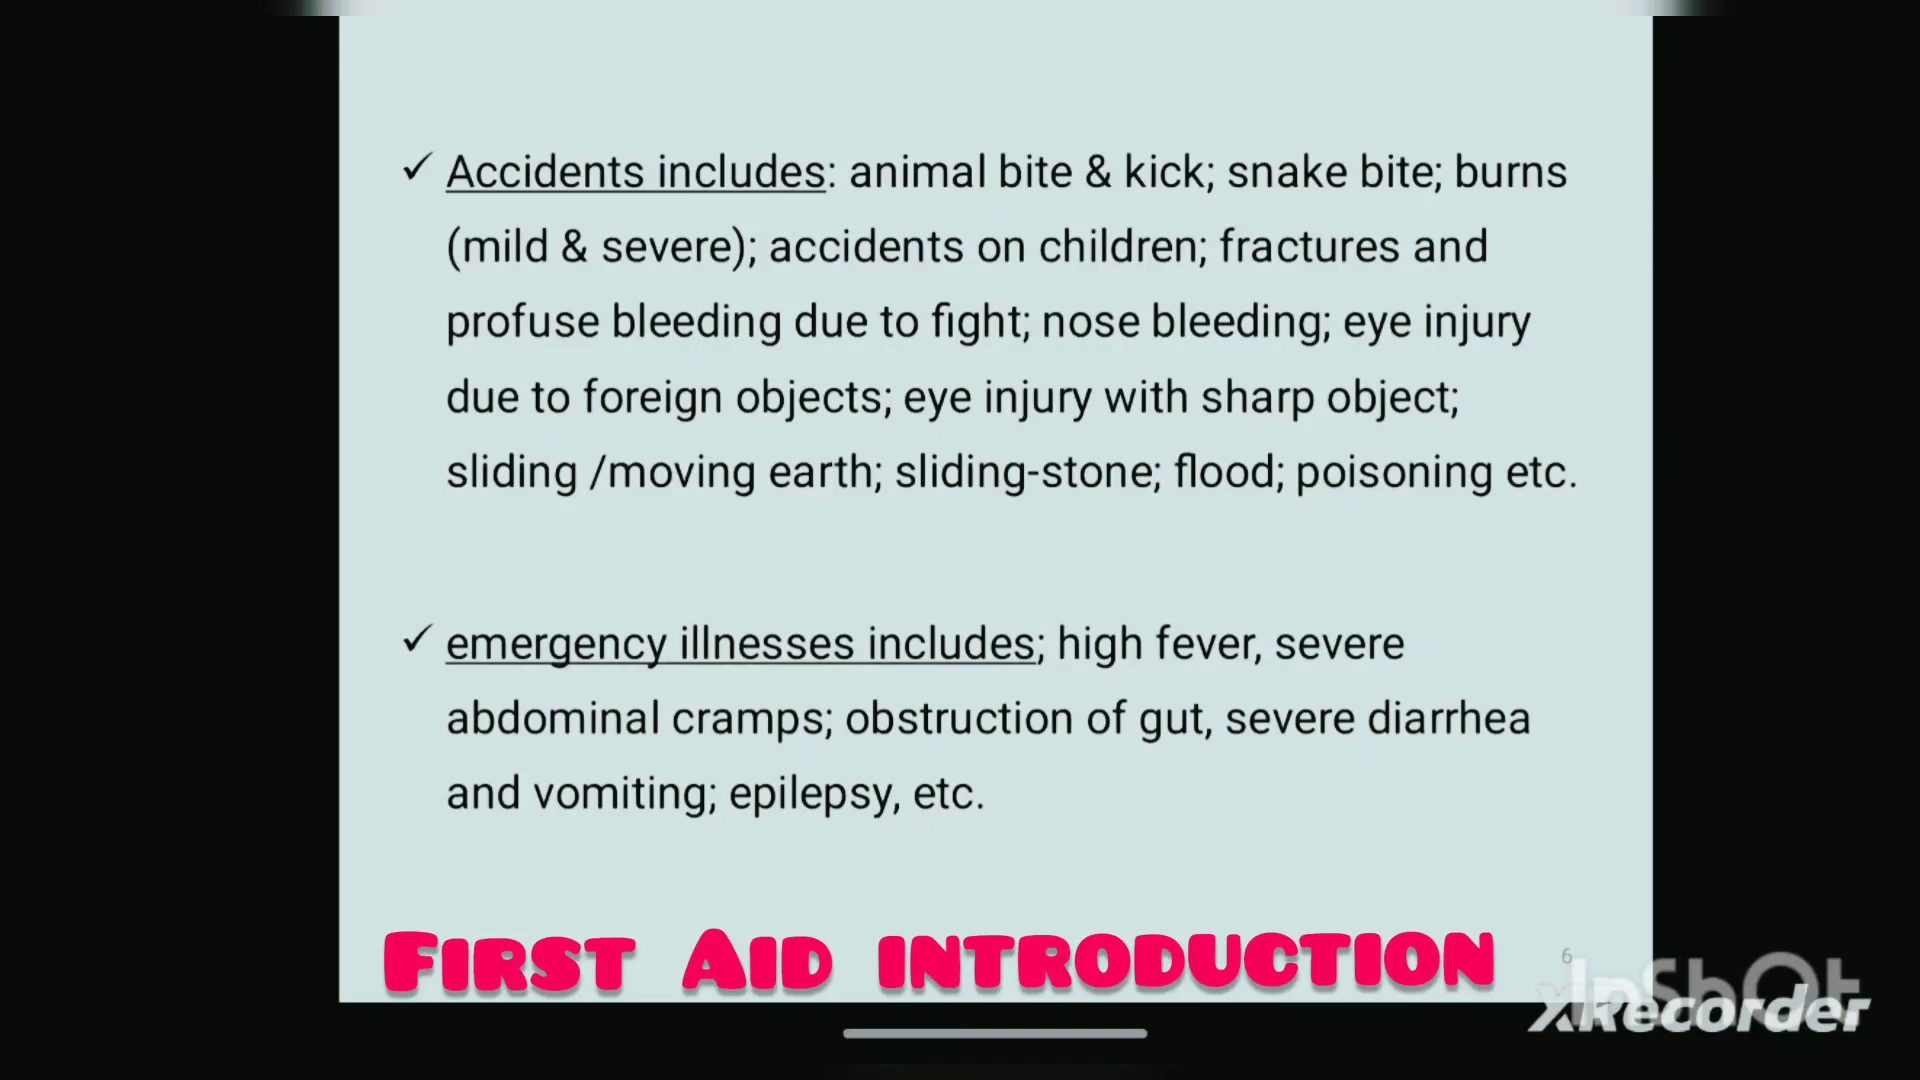 ✓ Accidents includes: animal bite & kick; snake bite; burns
(mild & severe); accidents on children; fractures and
profuse bleeding due to fight; nose bleeding; eye injury
due to foreign objects; eye injury with sharp object;
sliding /moving earth; sliding-stone; flood; poisoning etc.
✓ emergency illnesses includes; high fever, severe
abdominal cramps; obstruction of gut, severe diarrhea
and vomiting; epilepsy, etc.
First Aid introduction
6
InShOt
XRecorder